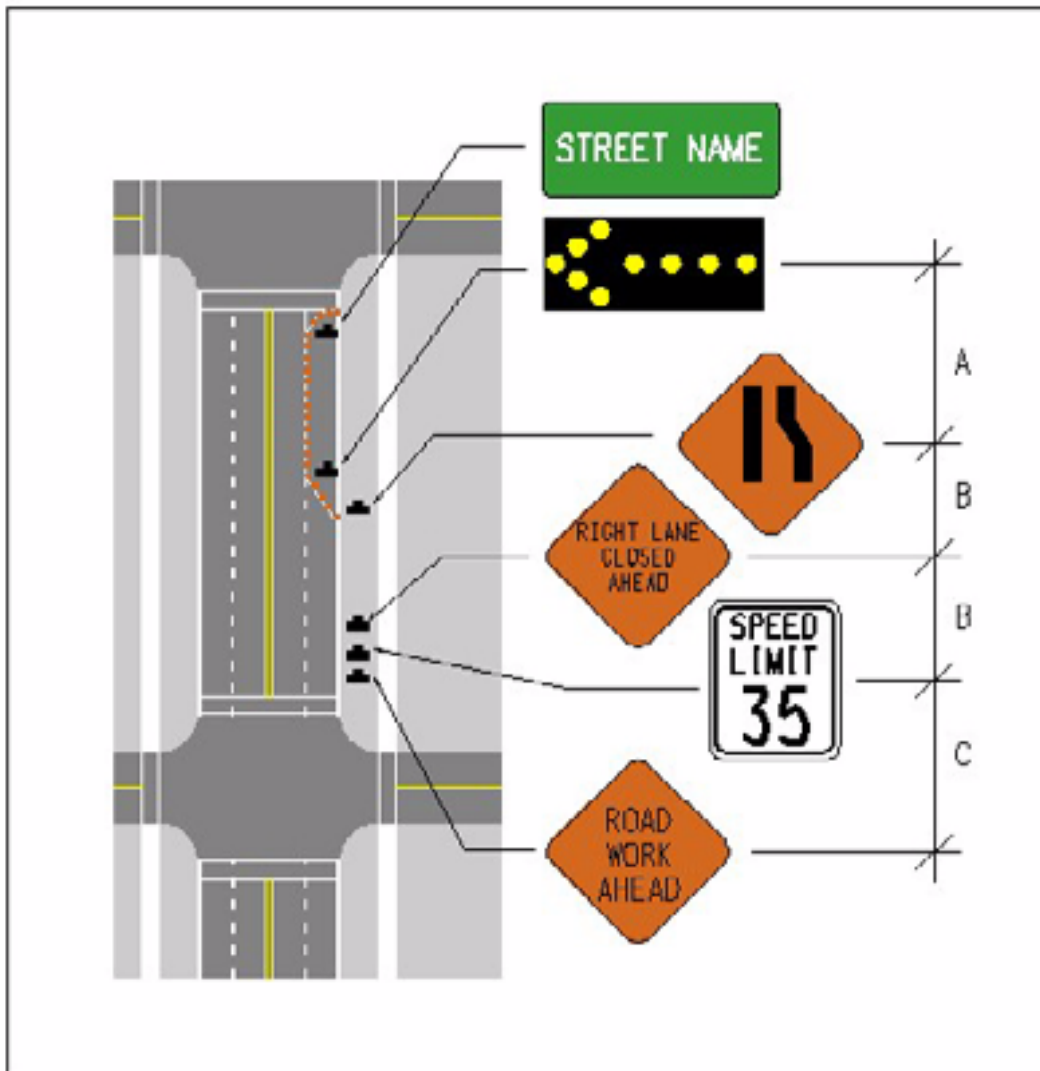 STREET NAME
A
B
RIGHT LANE
CLOSED
AHEAD
SPEED
LIMIT
35
B
C
ROAD
WORK
AHEAD